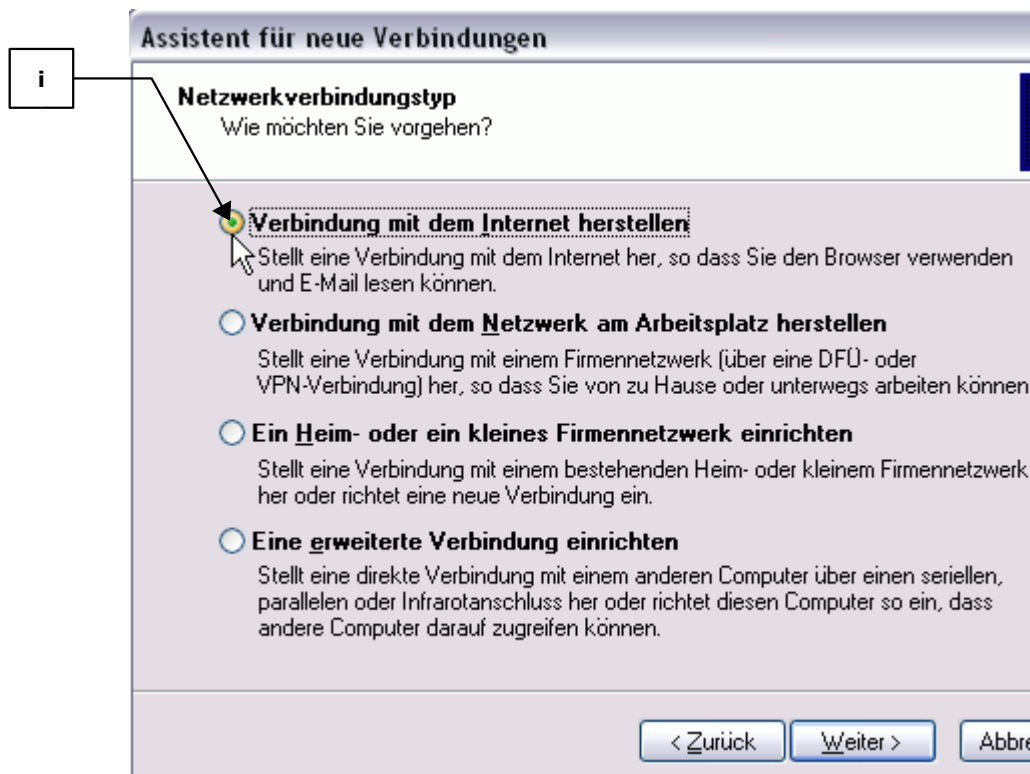 Assistent für neue Verbindungen
i
Netzwerkverbindungstyp
Wie möchten Sie vorgehen?
Verbindung mit dem Internet herstellen
Stellt eine Verbindung mit dem Internet her, so dass Sie den Browser verwenden
und E-Mail lesen können.
Verbindung mit dem Netzwerk am Arbeitsplatz herstellen
Stellt eine Verbindung mit einem Firmennetzwerk (über eine DFÜ- oder
VPN-Verbindung) her, so dass Sie von zu Hause oder unterwegs arbeiten können
Ein Heim- oder ein kleines Firmennetzwerk einrichten
Stellt eine Verbindung mit einem bestehenden Heim- oder kleinem Firmennetzwerk
her oder richtet eine neue Verbindung ein.
Eine erweiterte Verbindung einrichten
Stellt eine direkte Verbindung mit einem anderen Computer über einen seriellen,
parallelen oder Infrarotanschluss her oder richtet diesen Computer so ein, dass
andere Computer darauf zugreifen können.
< Zurück Weiter > Abbre